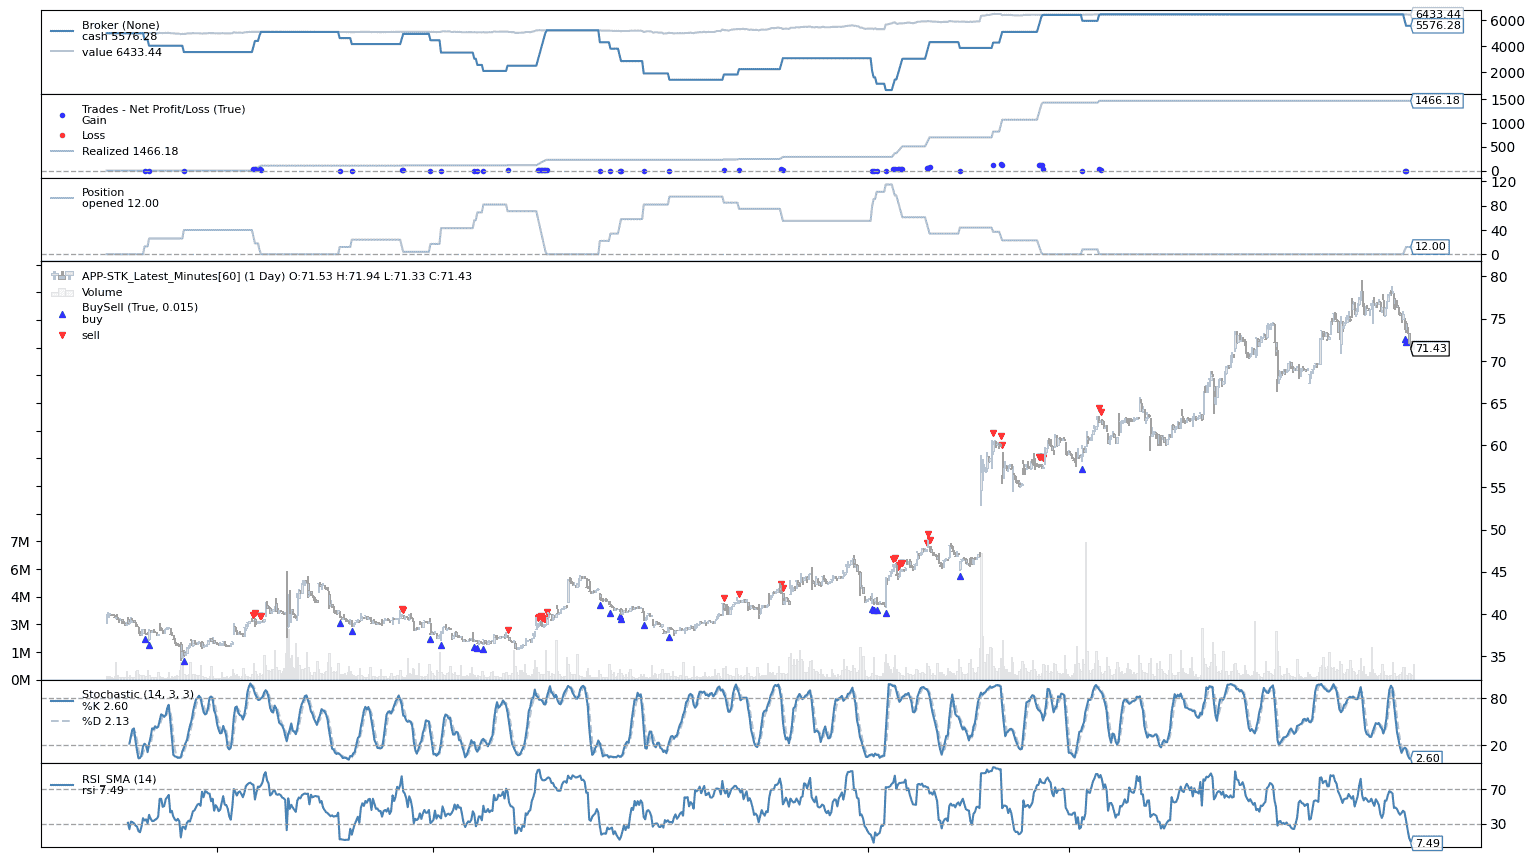 Broker (None)
cash 5576.28
value 6433.44
6433.44
5576.28
6000
4000
2000
Trades - Net Profit/Loss (True)
Gain
Loss
Realized 1466.18
1466.18
1500
1000
500
0
Position
opened 12.00
12.00
120
80
40
0
APP-STK_Latest_Minutes[60] (1 Day) O:71.53 H:71.94 L:71.33 C:71.43
Volume
BuySell (True, 0.015)
buy
sell
71.43
80
75
70
65
60
55
50
45
40
35
7M
6M
4M
3M
1M
0M
Stochastic (14, 3, 3)
%K 2.60
%D 2.13
2.60
80
20
RSI_SMA (14)
rsi 7.49
7.49
70
30